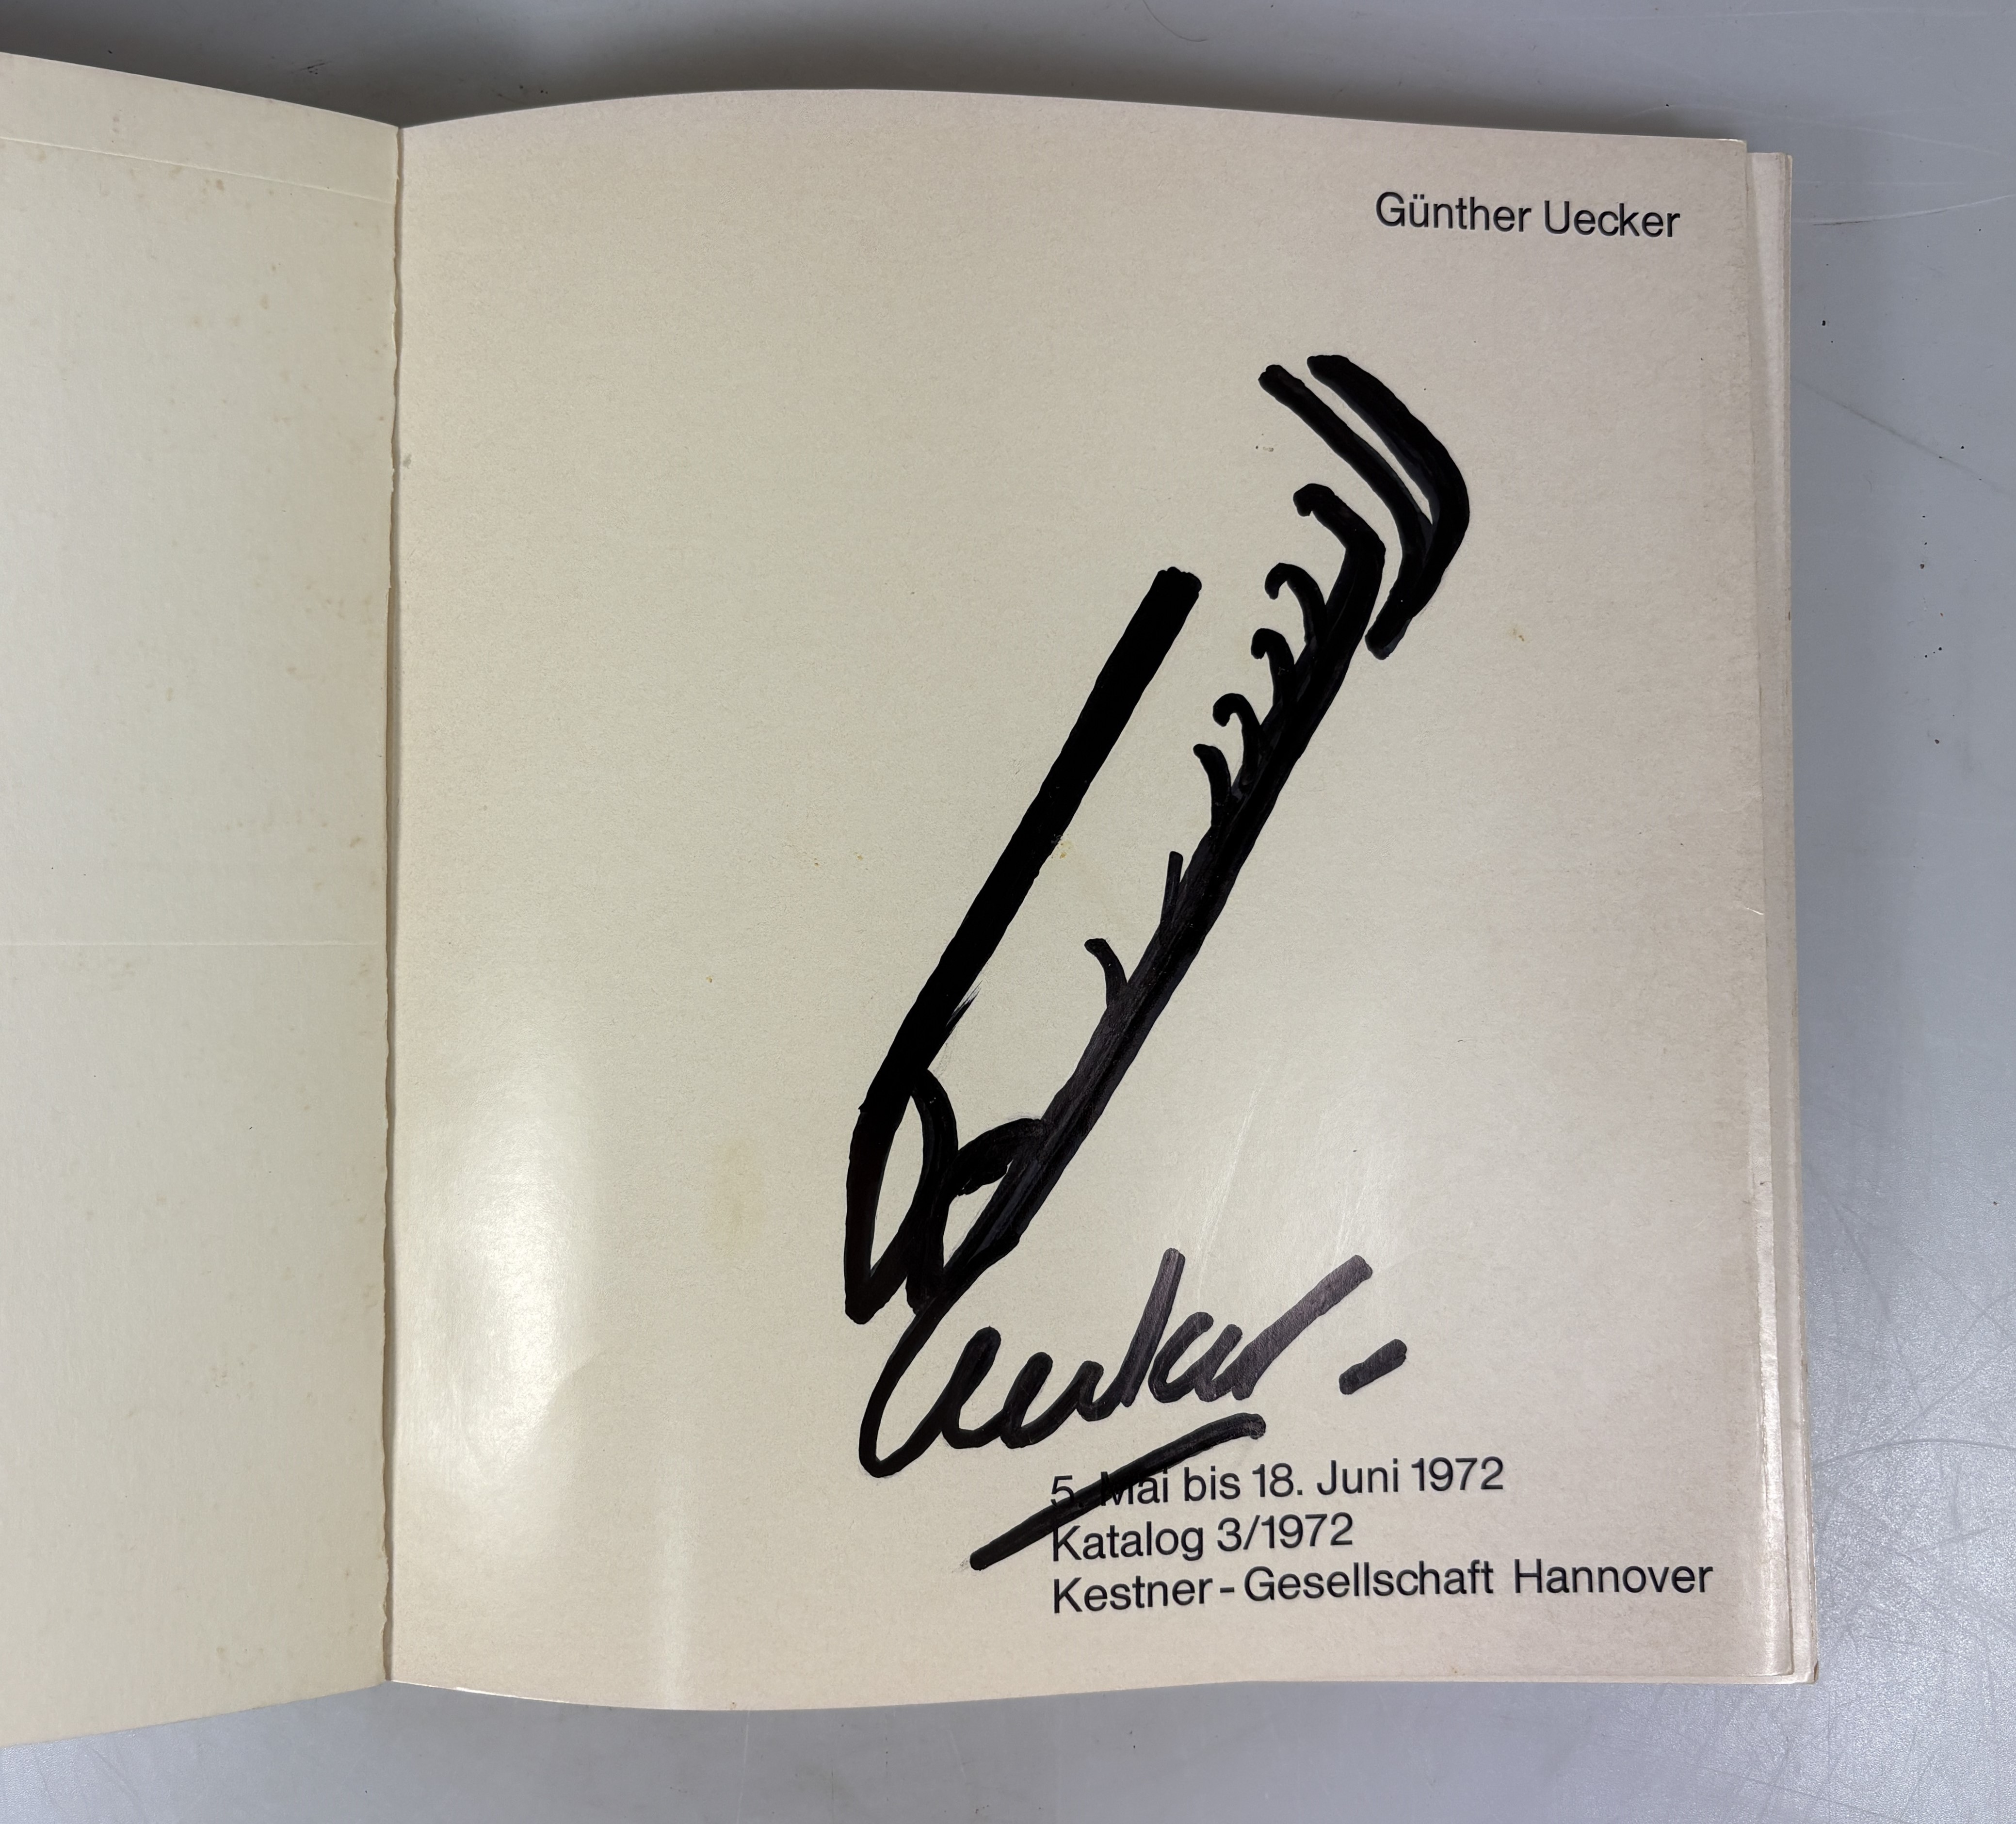 Günther Uecker
Uecker -
5. Mai bis 18. Juni 1972
Katalog 3/1972
Kestner-Gesellschaft Hannover